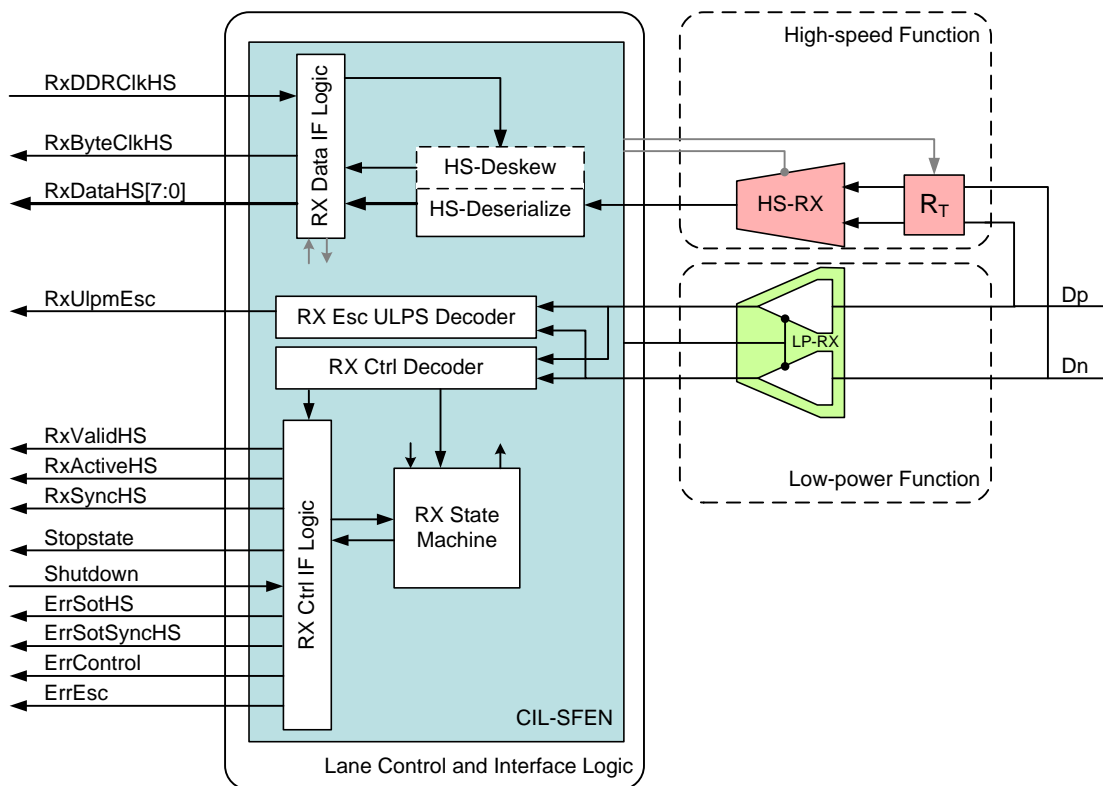 High-speed Function
RxDDRClkHS
RxByteClkHS
RxDataHS[7:0]
RX Data IF Logic
HS-Deskew
HS-Deserialize
HS-RX
RT
RxUlpmEsc
RX Esc ULPS Decoder
RX Ctrl Decoder
LP-RX
Dp
Dn
Low-power Function
RxValidHS
RxActiveHS
RxSyncHS
Stopstate
Shutdown
ErrSotHS
ErrSotSyncHS
ErrControl
ErrEsc
RX Ctrl IF Logic
RX State
Machine
CIL-SFEN
Lane Control and Interface Logic